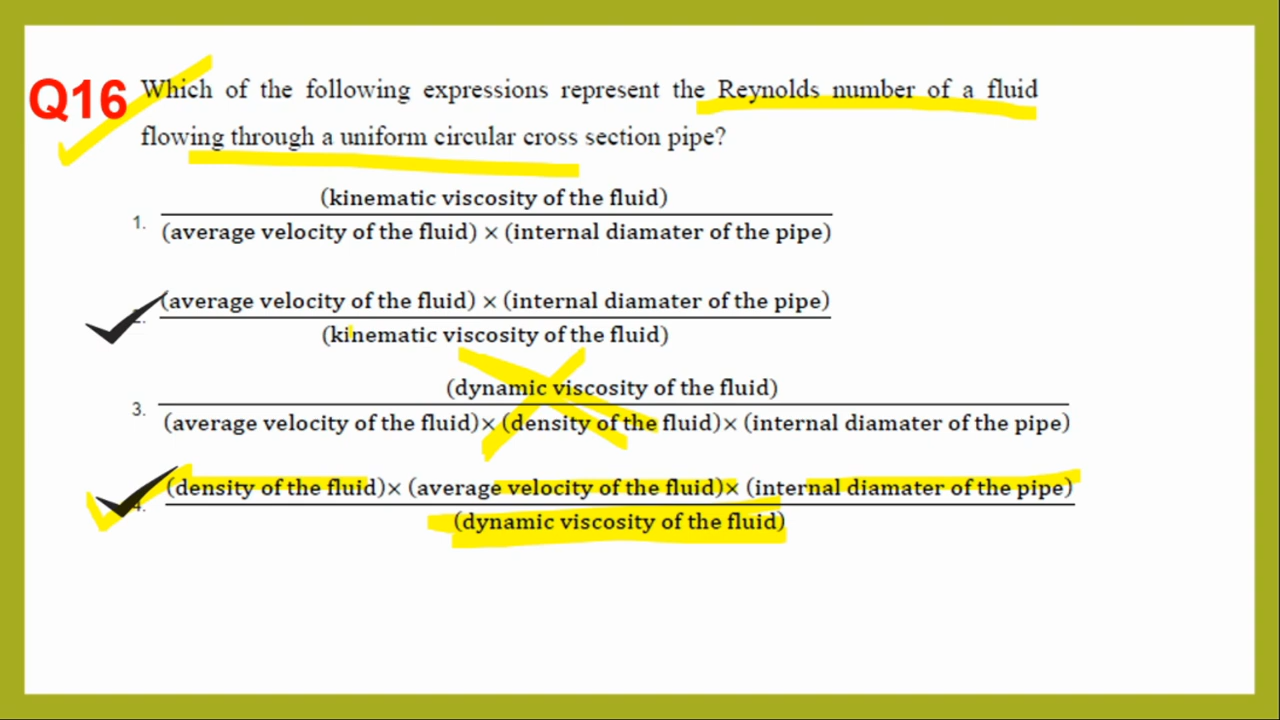 Q16 Which of the following expressions represent the Reynolds number of a fluid
flowing through a uniform circular cross section pipe?
(kinematic viscosity of the fluid)
1.
(average velocity of the fluid) × (internal diamater of the pipe)
(average velocity of the fluid) × (internal diamater of the pipe)
(kinematic viscosity of the fluid)
(dynamic viscosity of the fluid)
3.
(average velocity of the fluid)× (density of the fluid)× (internal diamater of the pipe)
(density of the fluid)× (average velocity of the fluid)× (internal diamater of the pipe)
4.
(dynamic viscosity of the fluid)